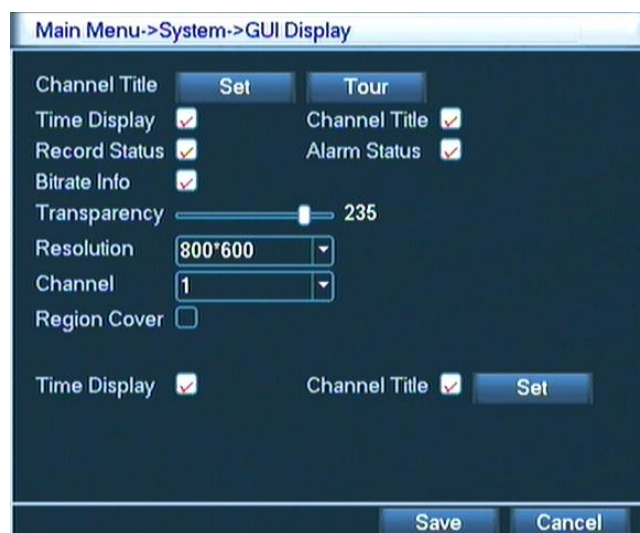 Main Menu->System->GUI Display
Channel Title Set Tour
Time Display Channel Title
Record Status Alarm Status
Bitrate Info
Transparency 235
Resolution 800*600
Channel 1
Region Cover
Time Display Channel Title Set
Save Cancel